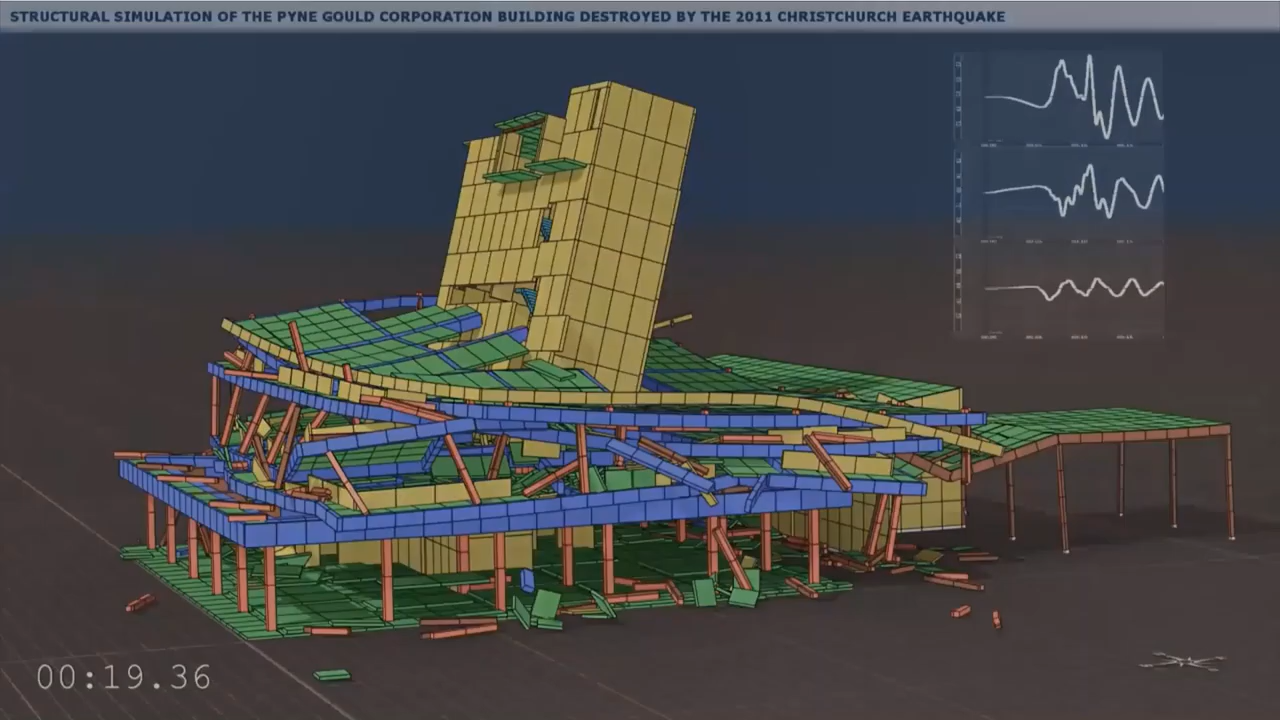 STRUCTURAL SIMULATION OF THE PYNE GOULD CORPORATION BUILDING DESTROYED BY THE 2011 CHRISTCHURCH EARTHQUAKE
00:19.36